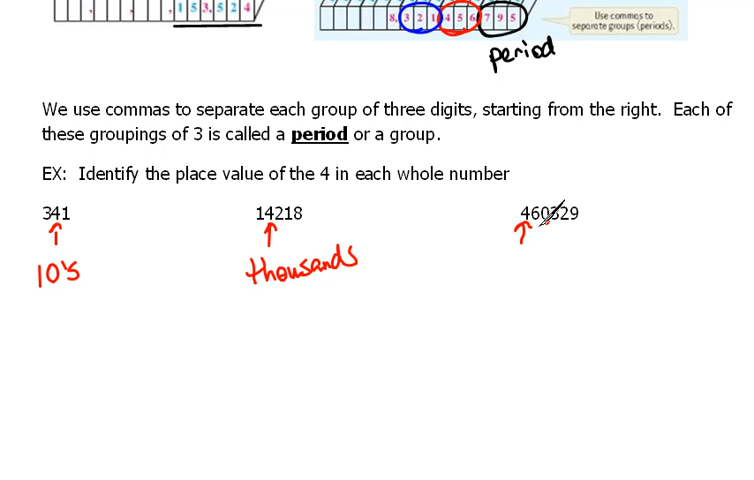 1 5 3, 5 2 4
8, 3 2 1, 4 5 6, 7 9 5
Use commas to
separate groups (periods).
period
We use commas to separate each group of three digits, starting from the right. Each of
these groupings of 3 is called a period or a group.
EX: Identify the place value of the 4 in each whole number
341 14218 460329
10's thousands